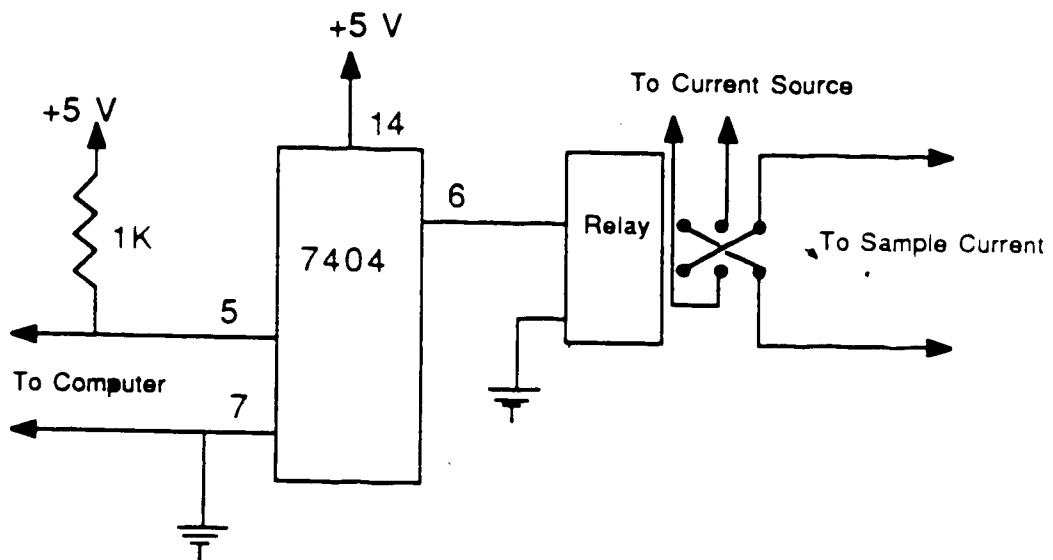 +5 V
To Current Source
+5 V
14
6
1K
7404
Relay
To Sample Current
5
To Computer
7